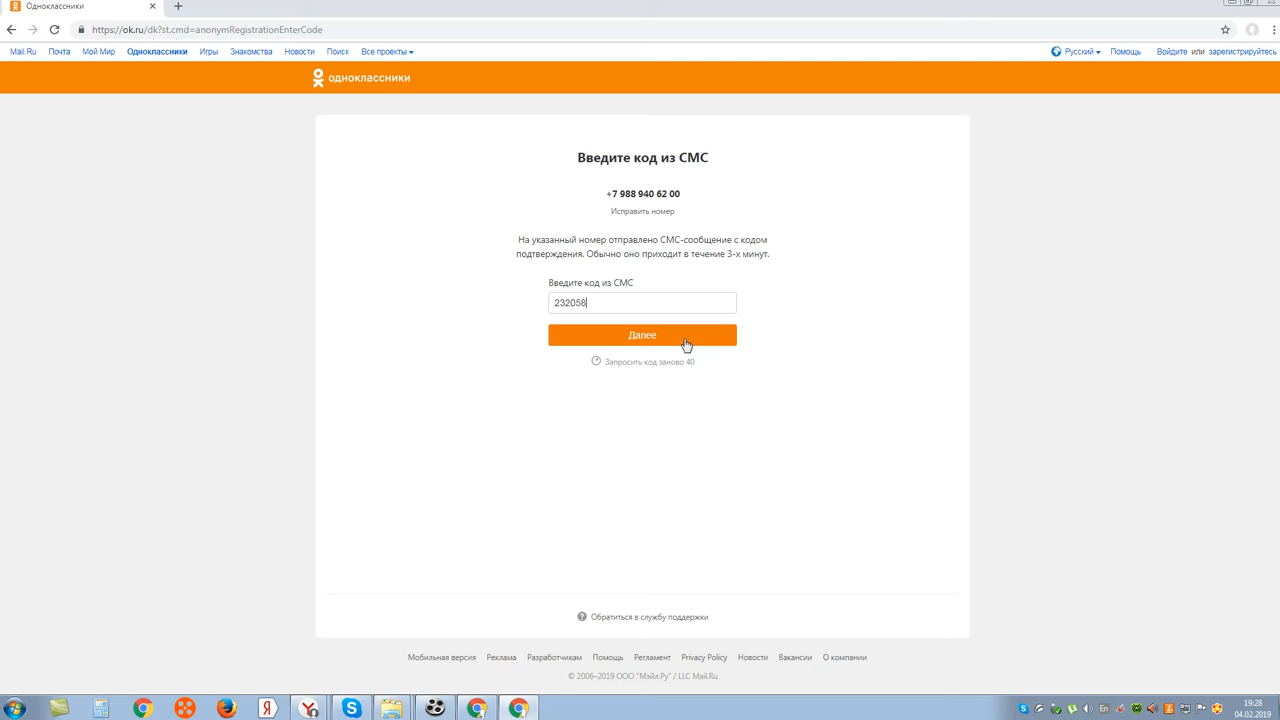 Одноклассники
https://ok.ru/dk?st.cmd=anonymRegistrationEnterCode
Mail.Ru Почта Мой Мир Одноклассники Игры Знакомства Новости Поиск Все проекты Русский Помощь Войдите или зарегистрируйтесь
одноклассники
Введите код из СМС
+7 988 940 62 00
Исправить номер
На указанный номер отправлено СМС-сообщение с кодом
подтверждения. Обычно оно приходит в течение 3-х минут.
Введите код из СМС
232058
Далее
Запросить код заново 40
Обратиться в службу поддержки
Мобильная версия Реклама Разработчикам Помощь Регламент Privacy Policy Новости Вакансии О компании
© 2006–2019 ООО "Мэйл.Ру" / LLC Mail.Ru
En
19:28
04.02.2019